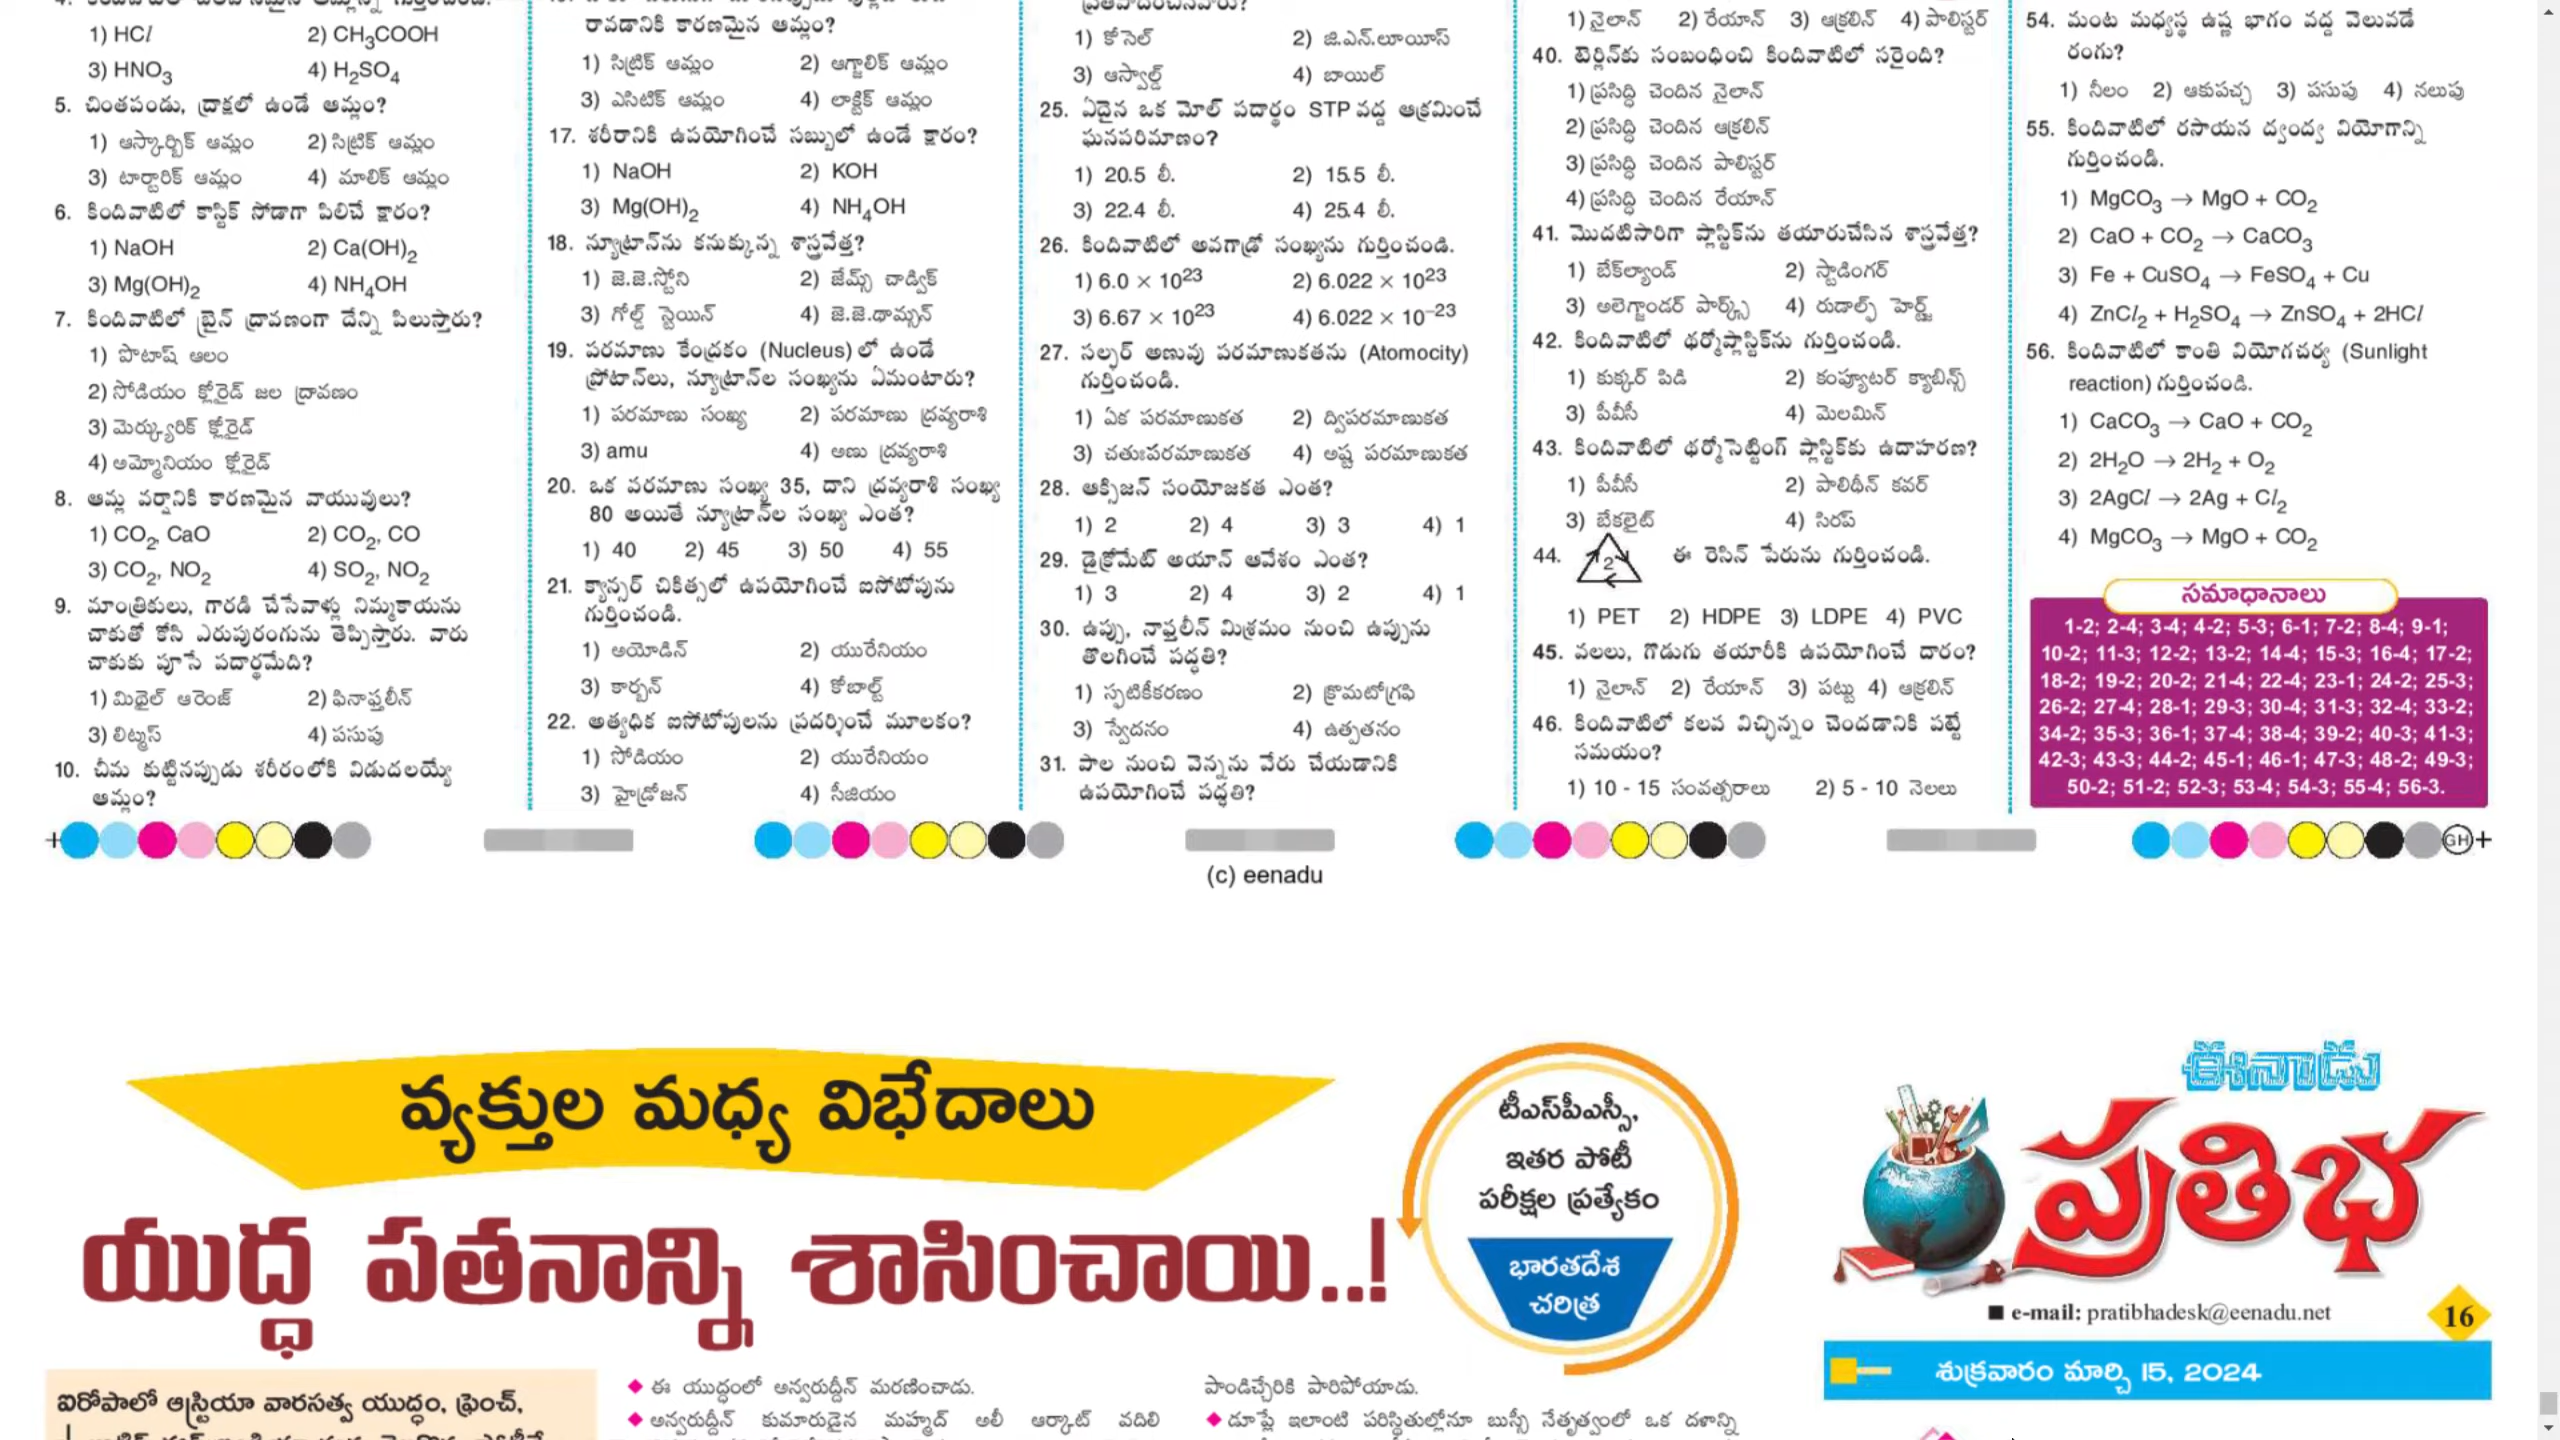 1) HCl 2) CH3COOH
3) HNO3 4) H2SO4
5. చింతపండు, ద్రాక్షలో ఉండే ఆమ్లం?
1) ఆస్కార్బిక్ ఆమ్లం 2) సిట్రిక్ ఆమ్లం
3) టార్టారిక్ ఆమ్లం 4) మాలిక్ ఆమ్లం
6. కిందివాటిలో కాస్టిక్ సోడాగా పిలిచే క్షారం?
1) NaOH 2) Ca(OH)2
3) Mg(OH)2 4) NH4OH
7. కిందివాటిలో బ్రైన్ ద్రావణంగా దేన్ని పిలుస్తారు?
1) పొటాష్ ఆలం
2) సోడియం క్లోరైడ్ జల ద్రావణం
3) మెర్క్యురిక్ క్లోరైడ్
4) అమ్మోనియం క్లోరైడ్
8. ఆమ్ల వర్షానికి కారణమైన వాయువులు?
1) CO2, CaO 2) CO2, CO
3) CO2, NO2 4) SO2, NO2
9. మాంత్రికులు, గారడి చేసేవాళ్లు నిమ్మకాయను
చాకుతో కోసి ఎరుపురంగును తెప్పిస్తారు. వారు
చాకుకు పూసే పదార్థమేది?
1) మిథైల్ ఆరెంజ్ 2) ఫినాఫ్తలీన్
3) లిట్మస్ 4) పసుపు
10. చీమ కుట్టినప్పుడు శరీరంలోకి విడుదలయ్యే
ఆమ్లం?
రావడానికి కారణమైన ఆమ్లం?
1) సిట్రిక్ ఆమ్లం 2) ఆగ్జాలిక్ ఆమ్లం
3) ఎసిటిక్ ఆమ్లం 4) లాక్టిక్ ఆమ్లం
17. శరీరానికి ఉపయోగించే సబ్బులో ఉండే క్షారం?
1) NaOH 2) KOH
3) Mg(OH)2 4) NH4OH
18. న్యూట్రాన్‌ను కనుక్కున్న శాస్త్రవేత్త?
1) జె.జె.స్టోని 2) జేమ్స్ చాడ్విక్
3) గోల్డ్ స్టెయిన్ 4) జె.జె.థామ్సన్
19. పరమాణు కేంద్రకం (Nucleus)లో ఉండే
ప్రోటాన్‌లు, న్యూట్రాన్‌ల సంఖ్యను ఏమంటారు?
1) పరమాణు సంఖ్య 2) పరమాణు ద్రవ్యరాశి
3) amu 4) అణు ద్రవ్యరాశి
20. ఒక పరమాణు సంఖ్య 35, దాని ద్రవ్యరాశి సంఖ్య
80 అయితే న్యూట్రాన్‌ల సంఖ్య ఎంత?
1) 40 2) 45 3) 50 4) 55
21. క్యాన్సర్ చికిత్సలో ఉపయోగించే ఐసోటోపును
గుర్తించండి.
1) అయోడిన్ 2) యురేనియం
3) కార్బన్ 4) కోబాల్ట్
22. అత్యధిక ఐసోటోపులను ప్రదర్శించే మూలకం?
1) సోడియం 2) యురేనియం
3) హైడ్రోజన్ 4) సీజియం
1) కోసెల్ 2) జి.ఎన్.లూయీస్
3) ఆస్వాల్డ్ 4) బాయిల్
25. ఏదైన ఒక మోల్ పదార్థం STP వద్ద ఆక్రమించే
ఘనపరిమాణం?
1) 20.5 లీ. 2) 15.5 లీ.
3) 22.4 లీ. 4) 25.4 లీ.
26. కిందివాటిలో అవగాడ్రో సంఖ్యను గుర్తించండి.
1) 6.0 × 10^23 2) 6.022 × 10^23
3) 6.67 × 10^23 4) 6.022 × 10^–23
27. సల్ఫర్ అణువు పరమాణుకతను (Atomocity)
గుర్తించండి.
1) ఏక పరమాణుకత 2) ద్విపరమాణుకత
3) చతుఃపరమాణుకత 4) అష్ట పరమాణుకత
28. ఆక్సిజన్ సంయోజకత ఎంత?
1) 2 2) 4 3) 3 4) 1
29. డైక్రోమేట్ అయాన్ ఆవేశం ఎంత?
1) 3 2) 4 3) 2 4) 1
30. ఉప్పు, నాఫ్తలీన్ మిశ్రమం నుంచి ఉప్పును
తొలగించే పద్ధతి?
1) స్ఫటికీకరణం 2) క్రొమటోగ్రఫి
3) స్వేదనం 4) ఉత్పతనం
31. పాల నుంచి వెన్నను వేరు చేయడానికి
ఉపయోగించే పద్ధతి?
1) నైలాన్ 2) రేయాన్ 3) ఆక్రలిన్ 4) పాలిస్టర్
40. టెర్లిన్‌కు సంబంధించి కిందివాటిలో సరైంది?
1) ప్రసిద్ధి చెందిన నైలాన్
2) ప్రసిద్ధి చెందిన ఆక్రలిన్
3) ప్రసిద్ధి చెందిన పాలిస్టర్
4) ప్రసిద్ధి చెందిన రేయాన్
41. మొదటిసారిగా ప్లాస్టిక్‌ను తయారుచేసిన శాస్త్రవేత్త?
1) బేక్‌ల్యాండ్ 2) స్టాడింగర్
3) అలెగ్జాండర్ పార్క్స్ 4) రుడాల్ఫ్ హెర్ట్జ్
42. కిందివాటిలో థర్మోప్లాస్టిక్‌ను గుర్తించండి.
1) కుక్కర్ పిడి 2) కంప్యూటర్ క్యాబిన్స్
3) పీవీసీ 4) మెలమిన్
43. కిందివాటిలో థర్మోసెట్టింగ్ ప్లాస్టిక్‌కు ఉదాహరణ?
1) పీవీసీ 2) పాలిథీన్ కవర్
3) బేకలైట్ 4) సిరప్
44. 2 ఈ రెసిన్ పేరును గుర్తించండి.
1) PET 2) HDPE 3) LDPE 4) PVC
45. వలలు, గొడుగు తయారీకి ఉపయోగించే దారం?
1) నైలాన్ 2) రేయాన్ 3) పట్టు 4) ఆక్రలిన్
46. కిందివాటిలో కలప విచ్ఛిన్నం చెందడానికి పట్టే
సమయం?
1) 10 - 15 సంవత్సరాలు 2) 5 - 10 నెలలు
54. మంట మధ్యస్థ ఉష్ణ భాగం వద్ద వెలువడే
రంగు?
1) నీలం 2) ఆకుపచ్చ 3) పసుపు 4) నలుపు
55. కిందివాటిలో రసాయన ద్వంద్వ వియోగాన్ని
గుర్తించండి.
1) MgCO3 → MgO + CO2
2) CaO + CO2 → CaCO3
3) Fe + CuSO4 → FeSO4 + Cu
4) ZnCl2 + H2SO4 → ZnSO4 + 2HCl
56. కిందివాటిలో కాంతి వియోగచర్య (Sunlight
reaction) గుర్తించండి.
1) CaCO3 → CaO + CO2
2) 2H2O → 2H2 + O2
3) 2AgCl → 2Ag + Cl2
4) MgCO3 → MgO + CO2
సమాధానాలు
1-2; 2-4; 3-4; 4-2; 5-3; 6-1; 7-2; 8-4; 9-1;
10-2; 11-3; 12-2; 13-2; 14-4; 15-3; 16-4; 17-2;
18-2; 19-2; 20-2; 21-4; 22-4; 23-1; 24-2; 25-3;
26-2; 27-4; 28-1; 29-3; 30-4; 31-3; 32-4; 33-2;
34-2; 35-3; 36-1; 37-4; 38-4; 39-2; 40-3; 41-3;
42-3; 43-3; 44-2; 45-1; 46-1; 47-3; 48-2; 49-3;
50-2; 51-2; 52-3; 53-4; 54-3; 55-4; 56-3.
GH
(c) eenadu
వ్యక్తుల మధ్య విభేదాలు
యుద్ధ పతనాన్ని శాసించాయి..!
టీఎస్‌పీఎస్సీ,
ఇతర పోటీ
పరీక్షల ప్రత్యేకం
భారతదేశ
చరిత్ర
ఈనాడు
ప్రతిభ
■ e-mail: pratibhadesk@eenadu.net
16
శుక్రవారం మార్చి 15, 2024
ఐరోపాలో ఆస్ట్రియా వారసత్వ యుద్ధం, ఫ్రెంచ్,
◆ ఈ యుద్ధంలో అన్వరుద్దీన్ మరణించాడు.
◆ అన్వరుద్దీన్ కుమారుడైన మహ్మద్ అలీ ఆర్కాట్ వదిలి
పాండిచ్చేరికి పారిపోయాడు.
◆ డూప్లే ఇలాంటి పరిస్థితుల్లోనూ బుస్సీ నేతృత్వంలో ఒక దళాన్ని